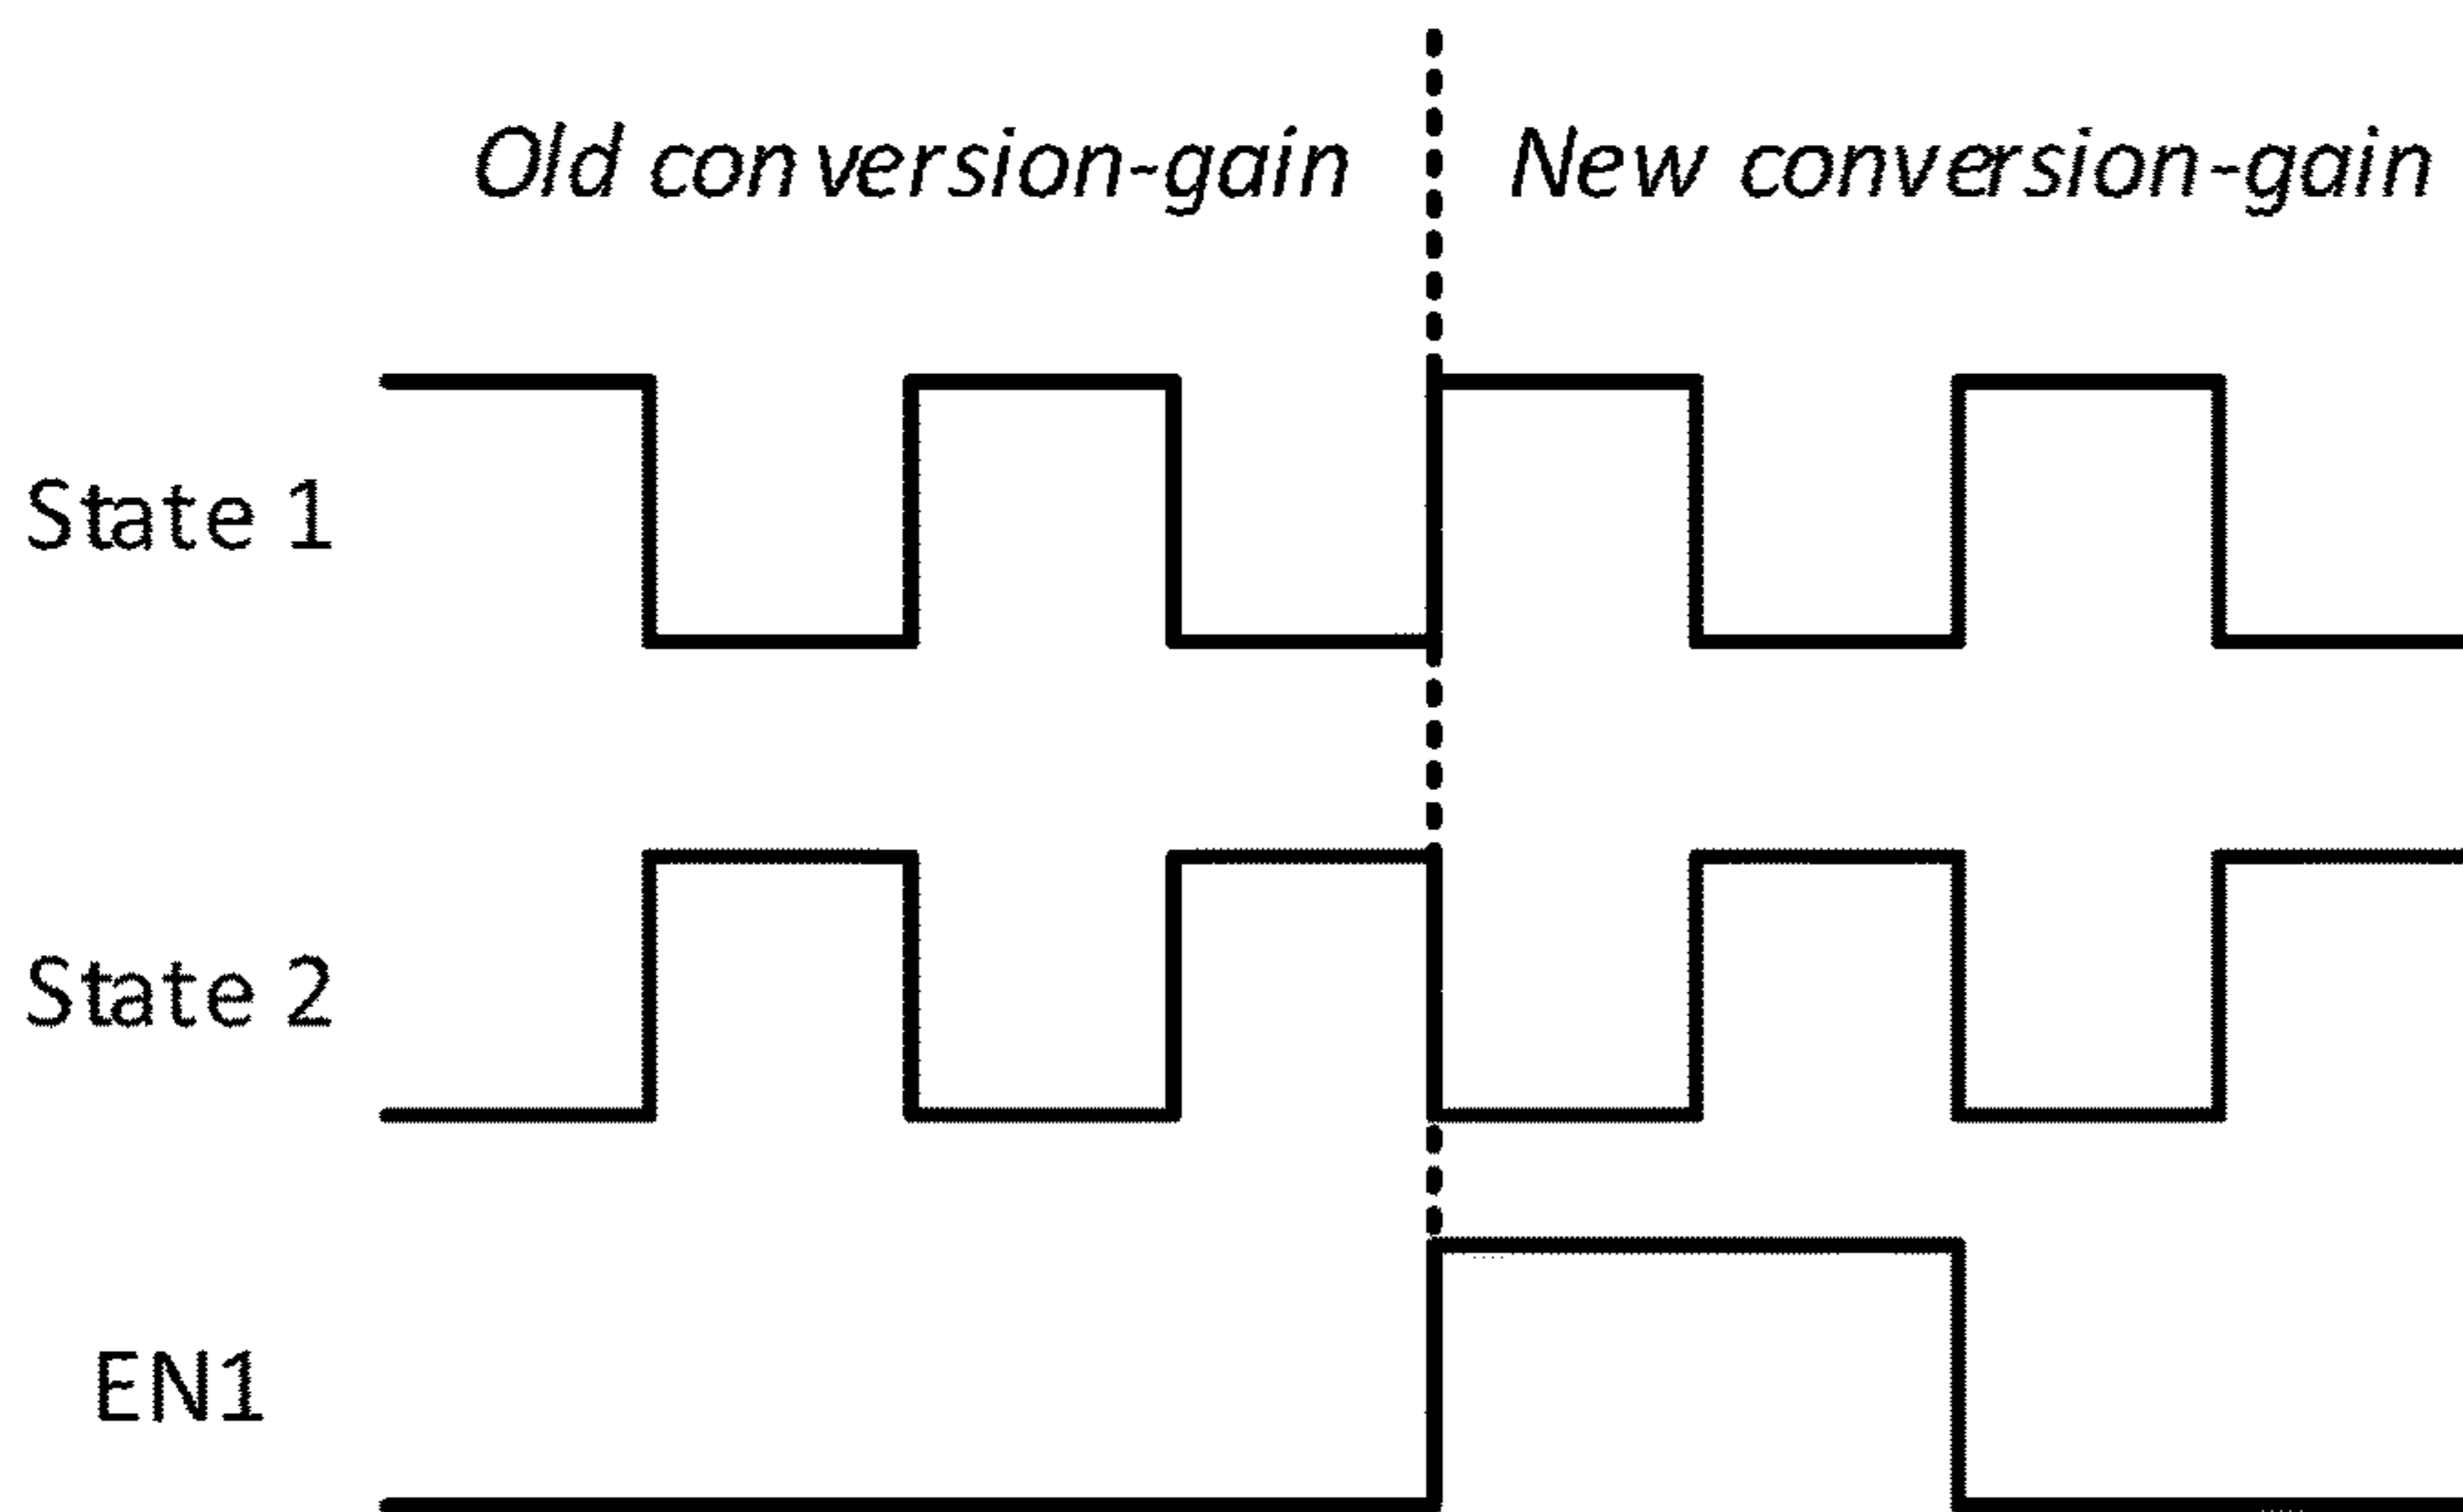 Old conversion-gain
New conversion-gain
State 1
State 2
EN1